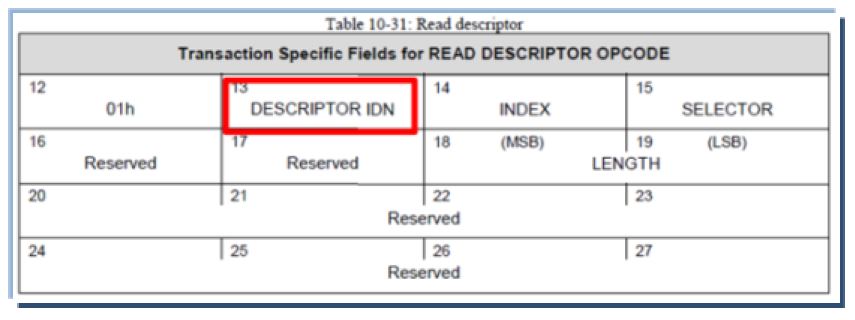 Table 10-31: Read descriptor
Transaction Specific Fields for READ DESCRIPTOR OPCODE
12 13 14 15
01h DESCRIPTOR IDN INDEX SELECTOR
16 17 18 (MSB) 19 (LSB)
Reserved Reserved LENGTH
20 21 22 23
Reserved
24 25 26 27
Reserved